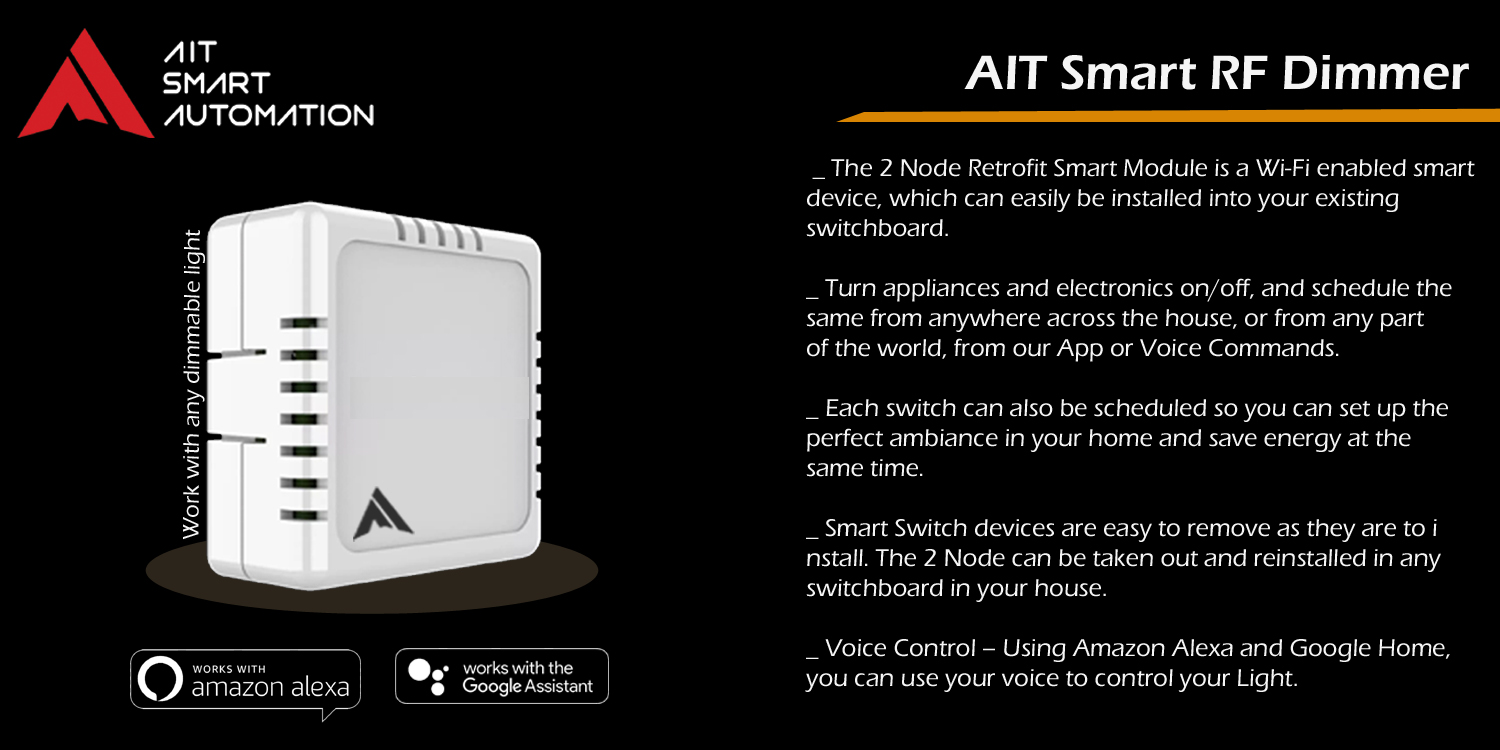 AIT
SMART
AUTOMATION
AIT Smart RF Dimmer
_ The 2 Node Retrofit Smart Module is a Wi-Fi enabled smart
device, which can easily be installed into your existing
switchboard.
_ Turn appliances and electronics on/off, and schedule the
same from anywhere across the house, or from any part
of the world, from our App or Voice Commands.
_ Each switch can also be scheduled so you can set up the
perfect ambiance in your home and save energy at the
same time.
_ Smart Switch devices are easy to remove as they are to i
nstall. The 2 Node can be taken out and reinstalled in any
switchboard in your house.
_ Voice Control – Using Amazon Alexa and Google Home,
you can use your voice to control your Light.
Work with any dimmable light
WORKS WITH
amazon alexa
works with the
Google Assistant